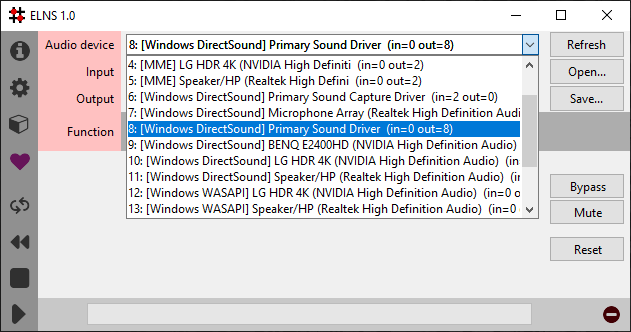 ELNS 1.0
Audio device
8: [Windows DirectSound] Primary Sound Driver (in=0 out=8)
Refresh
Input
4: [MME] LG HDR 4K (NVIDIA High Definiti (in=0 out=2)
Open...
5: [MME] Speaker/HP (Realtek High Defini (in=0 out=2)
Output
6: [Windows DirectSound] Primary Sound Capture Driver (in=2 out=0)
Save...
7: [Windows DirectSound] Microphone Array (Realtek High Definition Audi
Function
8: [Windows DirectSound] Primary Sound Driver (in=0 out=8)
9: [Windows DirectSound] BENQ E2400HD (NVIDIA High Definition Audio)
10: [Windows DirectSound] LG HDR 4K (NVIDIA High Definition Audio) (in=
11: [Windows DirectSound] Speaker/HP (Realtek High Definition Audio) (
12: [Windows WASAPI] LG HDR 4K (NVIDIA High Definition Audio) (in=0 o
13: [Windows WASAPI] Speaker/HP (Realtek High Definition Audio) (in=0
Bypass
Mute
Reset